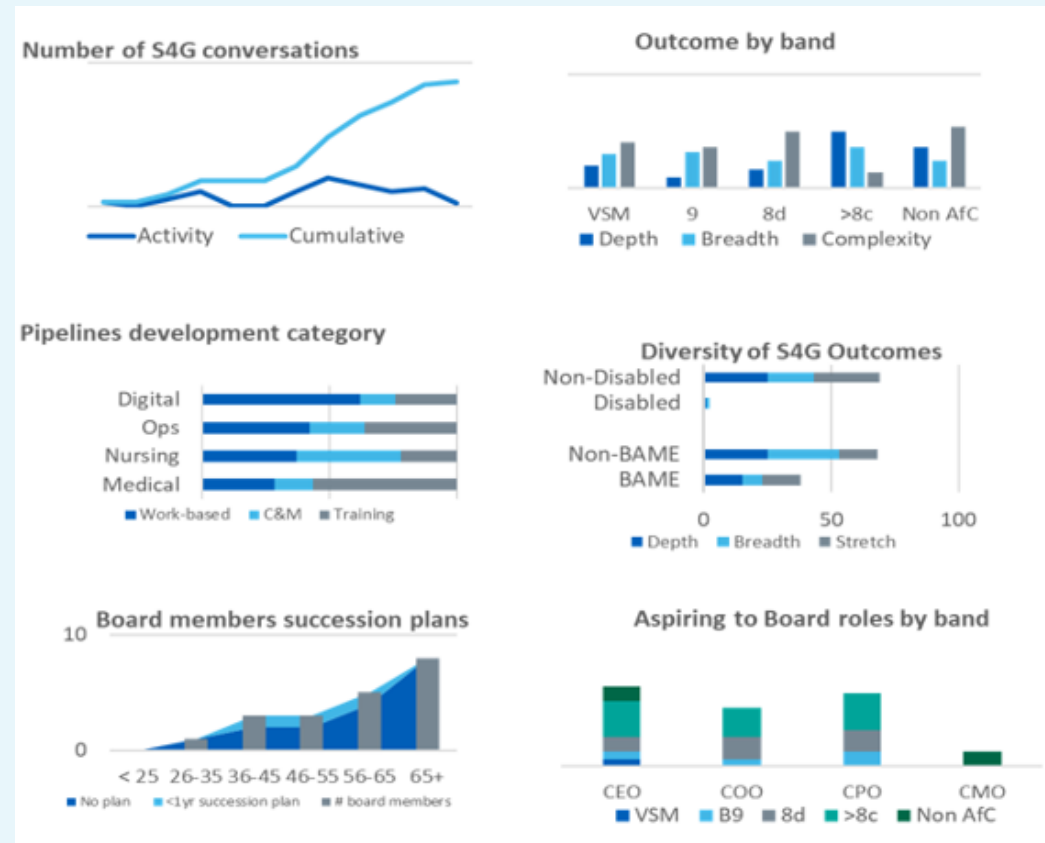 Number of S4G conversations
Activity Cumulative
Outcome by band
VSM 9 8d >8c Non AfC
Depth Breadth Complexity
Pipelines development category
Digital
Ops
Nursing
Medical
Work-based C&M Training
Diversity of S4G Outcomes
Non-Disabled
Disabled
Non-BAME
BAME
0 50 100
Depth Breadth Stretch
Board members succession plans
10
0
< 25 26-35 36-45 46-55 56-65 65+
No plan <1yr succession plan # board members
Aspiring to Board roles by band
CEO COO CPO CMO
VSM B9 8d >8c Non AfC